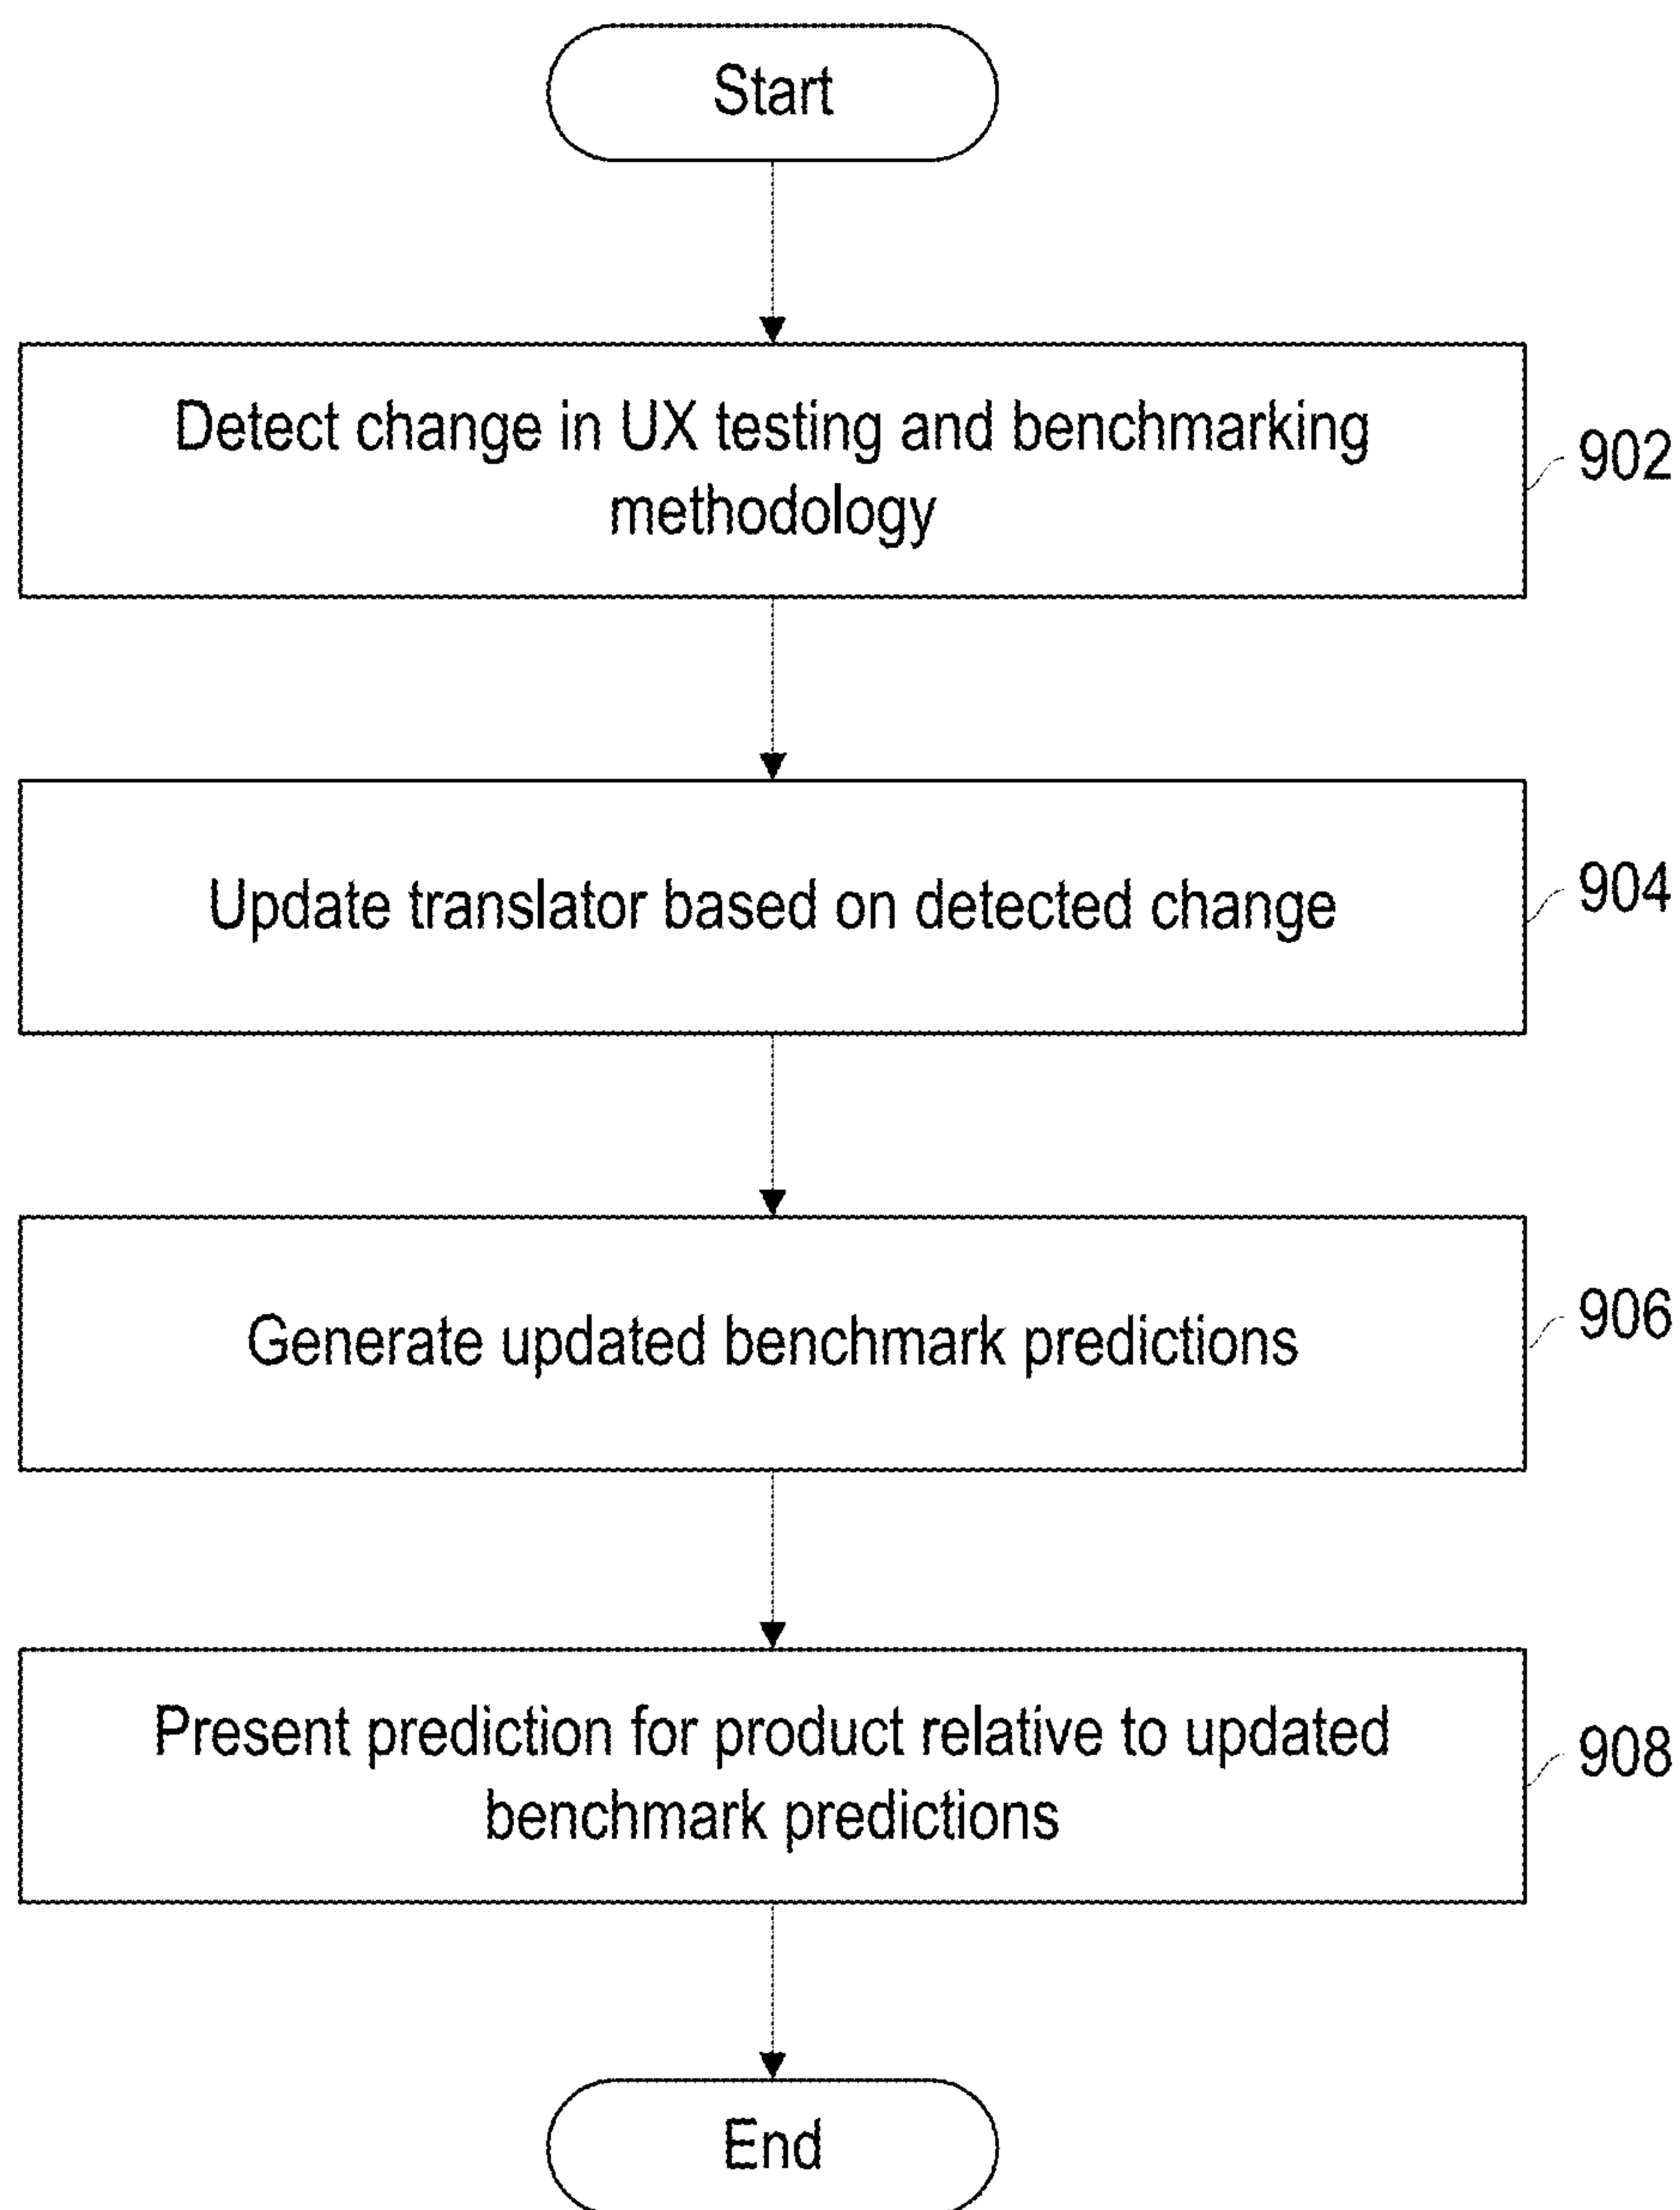 Start
Detect change in UX testing and benchmarking
methodology
902
Update translator based on detected change
904
Generate updated benchmark predictions
906
Present prediction for product relative to updated
benchmark predictions
908
End